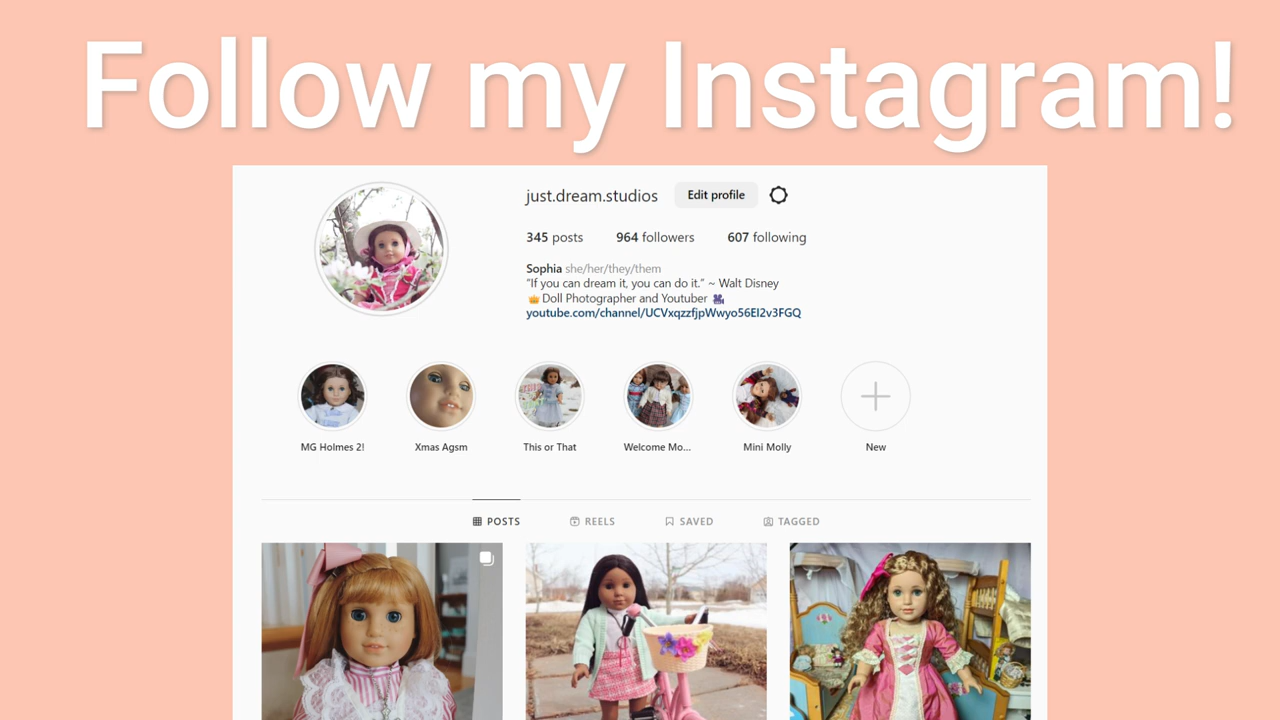 Follow my Instagram!
just.dream.studios Edit profile
345 posts 964 followers 607 following
Sophia she/her/they/them
“If you can dream it, you can do it.” ~ Walt Disney
👑Doll Photographer and Youtuber 🎥
youtube.com/channel/UCVxqzzfjpWwyo56EI2v3FGQ
MG Holmes 2! Xmas Agsm This or That Welcome Mo... Mini Molly New
POSTS REELS SAVED TAGGED